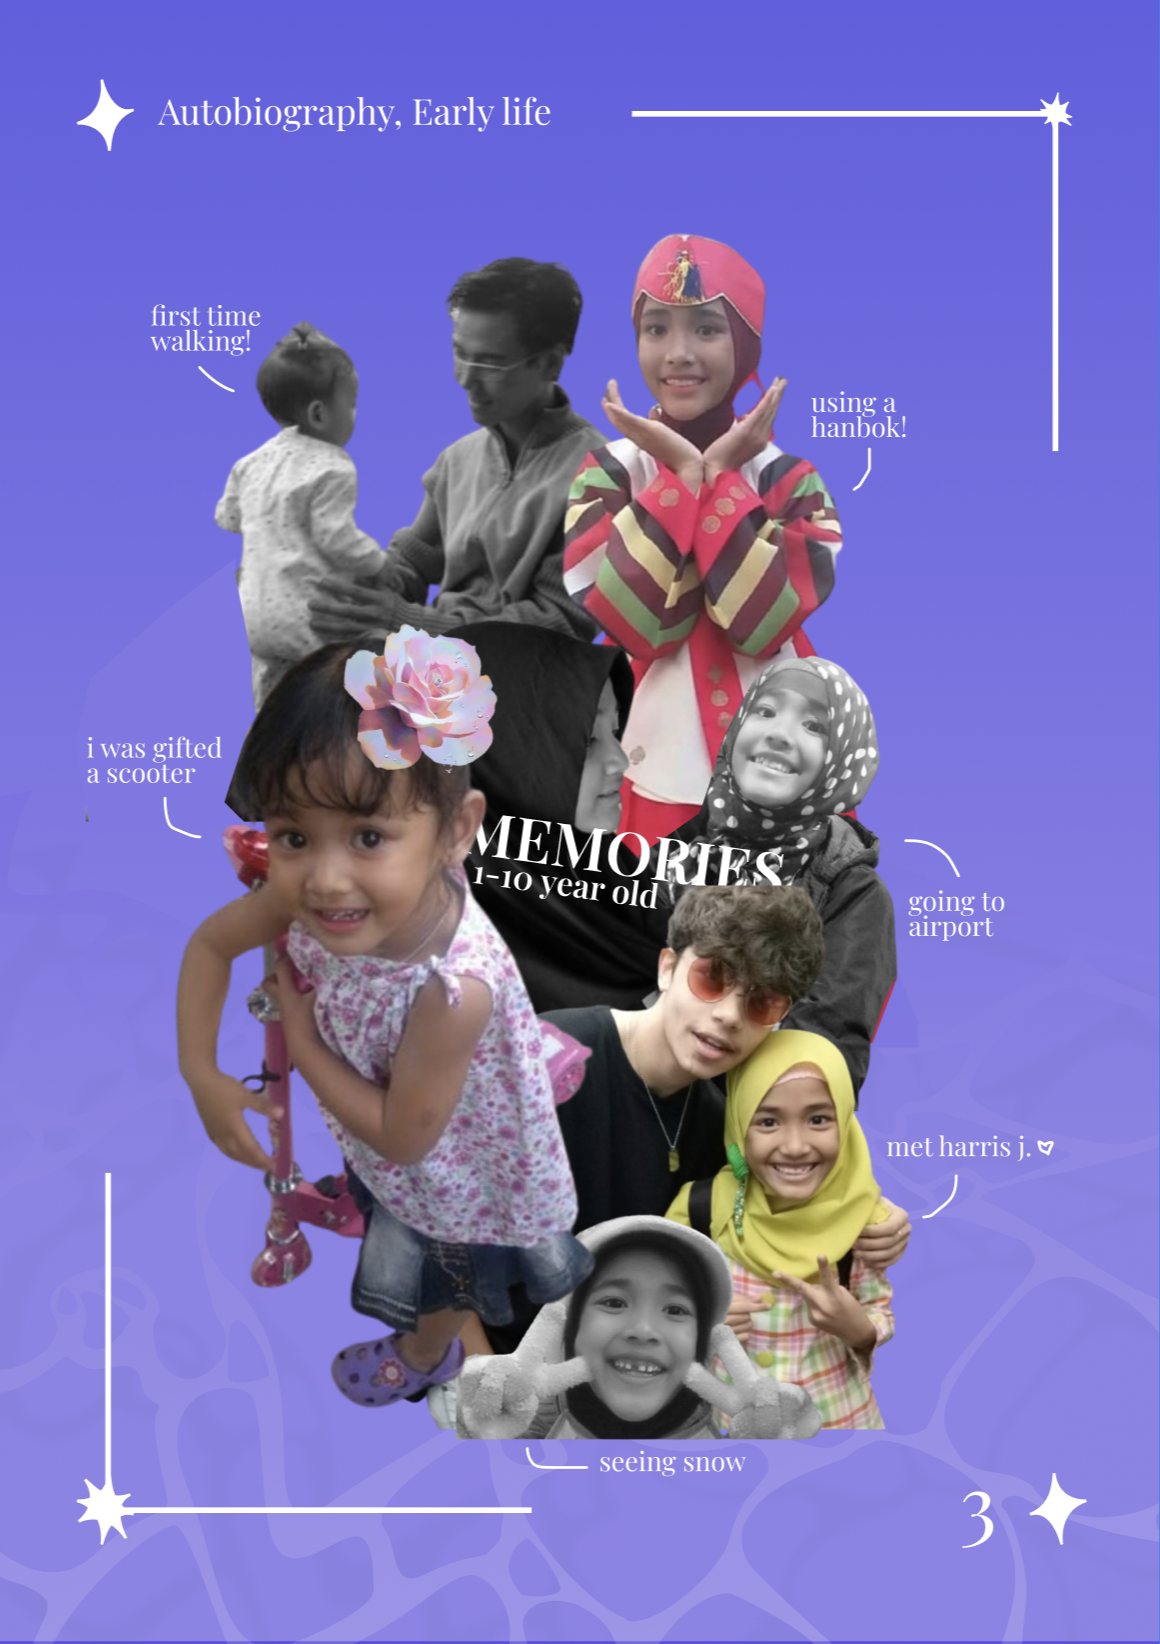 Autobiography, Early life
first time
walking!
using a
hanbok!
i was gifted
a scooter
MEMORIES
1-10 year old
going to
airport
met harris j.
seeing snow
3